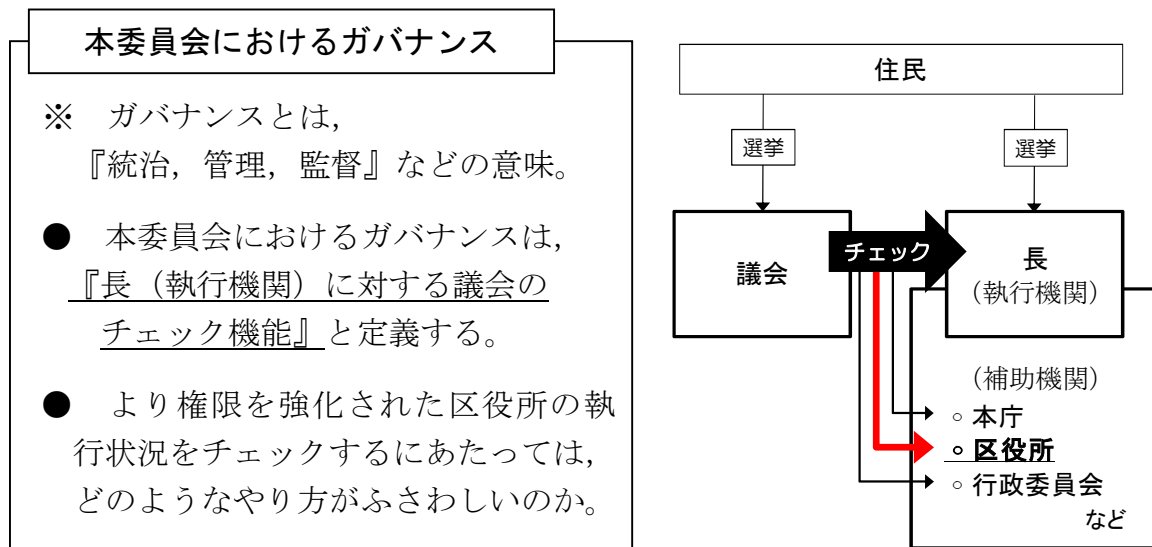 本委員会におけるガバナンス
※　ガバナンスとは，
『統治，管理，監督』などの意味。
●　本委員会におけるガバナンスは，
『長（執行機関）に対する議会の
チェック機能』と定義する。
●　より権限を強化された区役所の執
行状況をチェックするにあたっては，
どのようなやり方がふさわしいのか。
住民
選挙
選挙
議会
チェック
長
（執行機関）
（補助機関）
○本庁
○区役所
○行政委員会
など